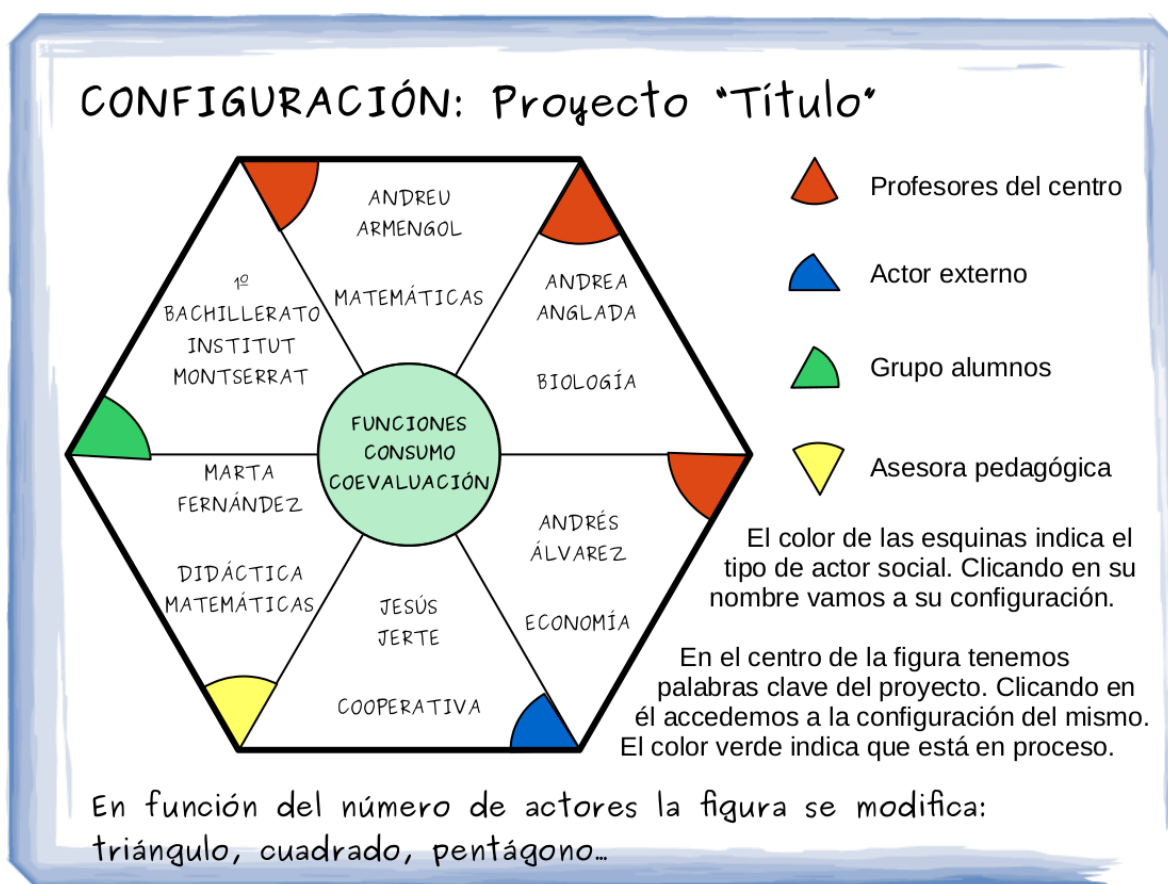 CONFIGURACIÓN: Proyecto "Título"
ANDREU
ARMENGOL
MATEMÁTICAS
ANDREA
ANGLADA
BIOLOGÍA
1º
BACHILLERATO
INSTITUT
MONTSERRAT
FUNCIONES
CONSUMO
COEVALUACIÓN
MARTA
FERNÁNDEZ
DIDÁCTICA
MATEMÁTICAS
JESÚS
JERTE
COOPERATIVA
ANDRÉS
ÁLVAREZ
ECONOMÍA
Profesores del centro
Actor externo
Grupo alumnos
Asesora pedagógica
El color de las esquinas indica el
tipo de actor social. Clicando en su
nombre vamos a su configuración.
En el centro de la figura tenemos
palabras clave del proyecto. Clicando en
él accedemos a la configuración del mismo.
El color verde indica que está en proceso.
En función del número de actores la figura se modifica:
triángulo, cuadrado, pentágono…